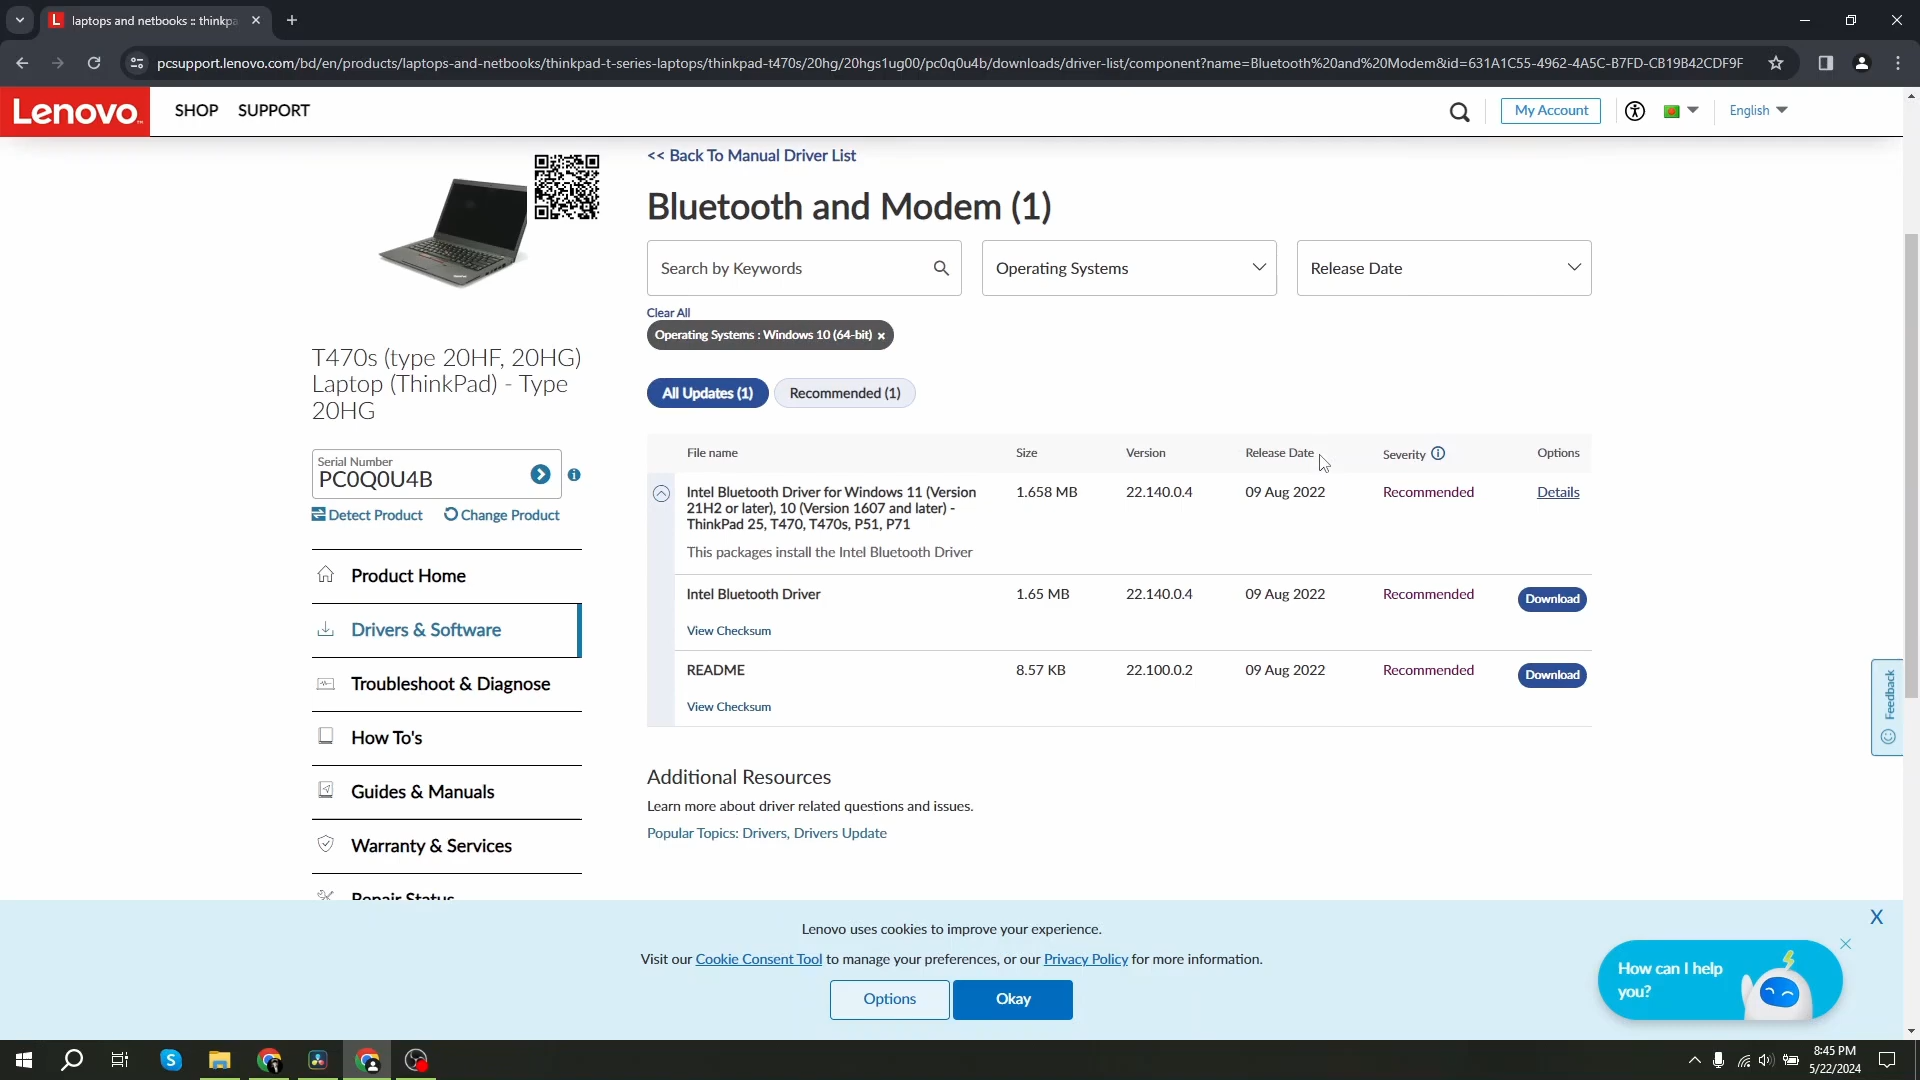 laptops and netbooks :: thinkpa
pcsupport.lenovo.com/bd/en/products/laptops-and-netbooks/thinkpad-t-series-laptops/thinkpad-t470s/20hg/20hgs1ug00/pc0q0u4b/downloads/driver-list/component?name=Bluetooth%20and%20Modem&id=631A1C55-4962-4A5C-B7FD-CB19B42CDF9F
Lenovo
SHOP SUPPORT
My Account
English
<< Back To Manual Driver List
Bluetooth and Modem (1)
Search by Keywords
Operating Systems
Release Date
Clear All
Operating Systems : Windows 10 (64-bit) ×
All Updates (1)
Recommended (1)
T470s (type 20HF, 20HG)
Laptop (ThinkPad) - Type
20HG
Serial Number
PC0Q0U4B
Detect Product
Change Product
Product Home
Drivers & Software
Troubleshoot & Diagnose
How To's
Guides & Manuals
Warranty & Services
Repair Status
File name Size Version Release Date Severity Options
Intel Bluetooth Driver for Windows 11 (Version
21H2 or later), 10 (Version 1607 and later) -
ThinkPad 25, T470, T470s, P51, P71
1.658 MB 22.140.0.4 09 Aug 2022 Recommended Details
This packages install the Intel Bluetooth Driver
Intel Bluetooth Driver 1.65 MB 22.140.0.4 09 Aug 2022 Recommended Download
View Checksum
README 8.57 KB 22.100.0.2 09 Aug 2022 Recommended Download
View Checksum
Additional Resources
Learn more about driver related questions and issues.
Popular Topics: Drivers, Drivers Update
Feedback
Lenovo uses cookies to improve your experience.
Visit our Cookie Consent Tool to manage your preferences, or our Privacy Policy for more information.
Options
Okay
X
How can I help
you?
8:45 PM
5/22/2024